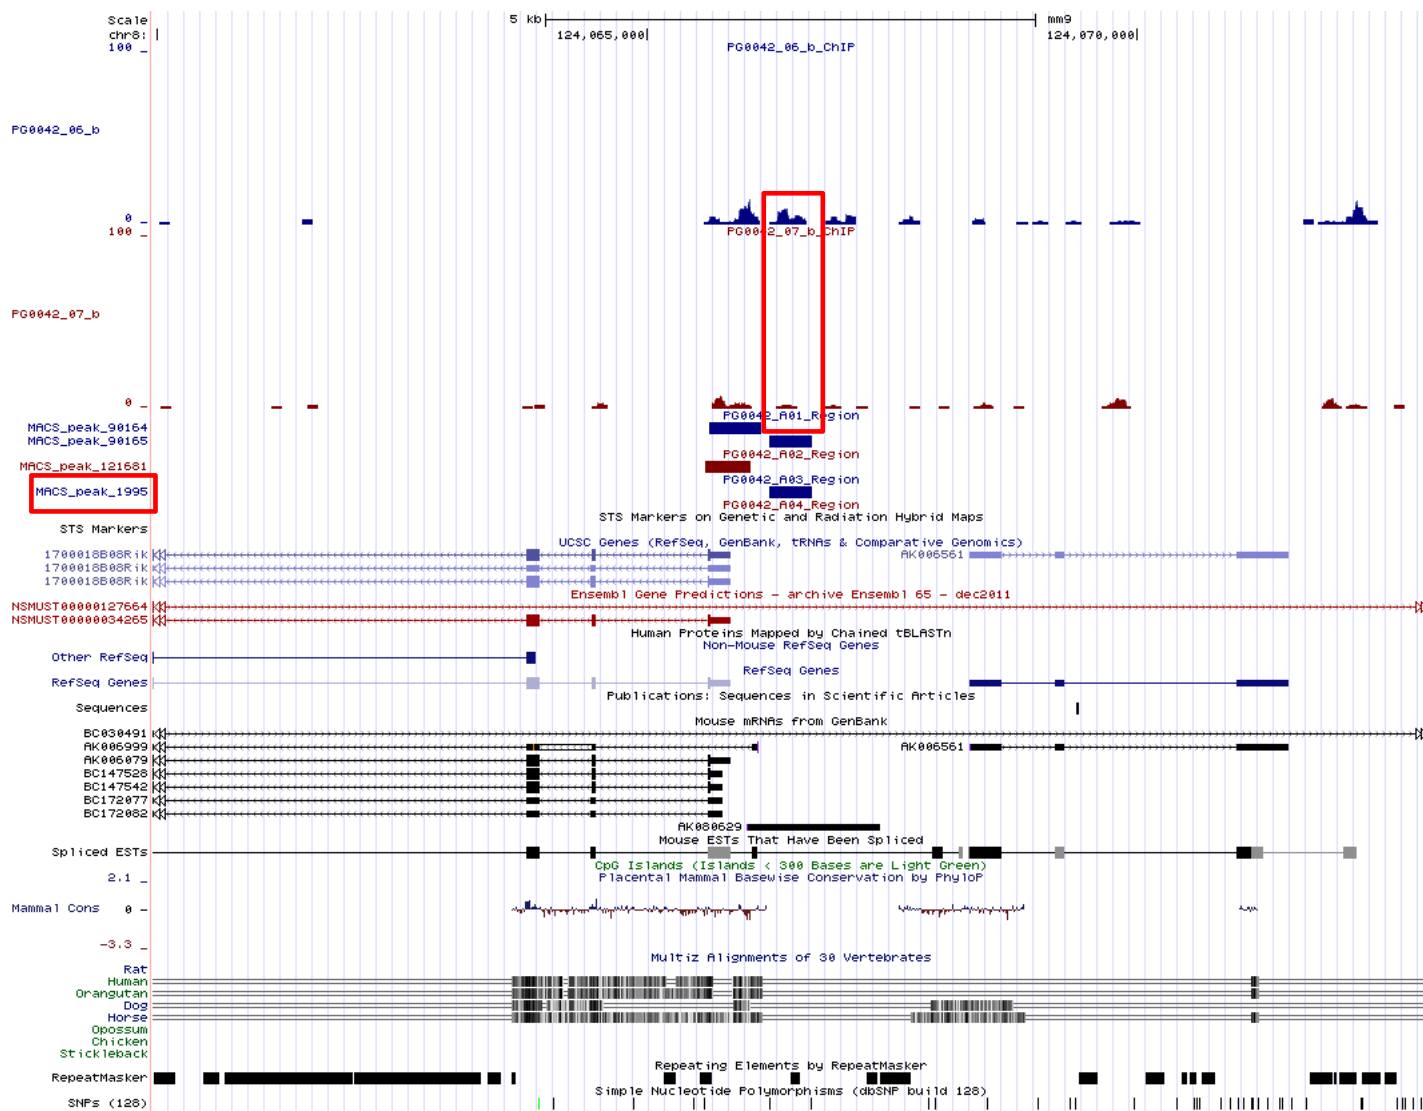 Scale 5 kb mm9
chr8: 124,065,000 124,070,000
100 _ PG0042_06_b_ChIP
PG0042_06_b
0 _
100 _ PG0042_07_b_ChIP
PG0042_07_b
0 _
PG0042_A01_Region
MACS_peak_90164
MACS_peak_90165
PG0042_A02_Region
MACS_peak_121681
PG0042_A03_Region
MACS_peak_1995
PG0042_A04_Region
STS Markers on Genetic and Radiation Hybrid Maps
STS Markers
UCSC Genes (RefSeq, GenBank, tRNAs & Comparative Genomics)
1700018B08Rik AK006561
1700018B08Rik
1700018B08Rik
Ensembl Gene Predictions - archive Ensembl 65 - dec2011
NSMUST00000127664
NSMUST00000034265
Human Proteins Mapped by Chained tBLASTn
Non-Mouse RefSeq Genes
Other RefSeq
RefSeq Genes
RefSeq Genes
Publications: Sequences in Scientific Articles
Sequences
Mouse mRNAs from GenBank
BC030491
AK006999 AK006561
AK006079
BC147528
BC147542
BC172077
BC172082
AK080629
Mouse ESTs That Have Been Spliced
Spliced ESTs
CpG Islands (Islands < 300 Bases are Light Green)
Placental Mammal Basewise Conservation by PhyloP
2.1 _
Mammal Cons 0 _
-3.3 _
Multiz Alignments of 30 Vertebrates
Rat
Human
Orangutan
Dog
Horse
Opossum
Chicken
Stickleback
Repeating Elements by RepeatMasker
RepeatMasker
Simple Nucleotide Polymorphisms (dbSNP build 128)
SNPs (128)